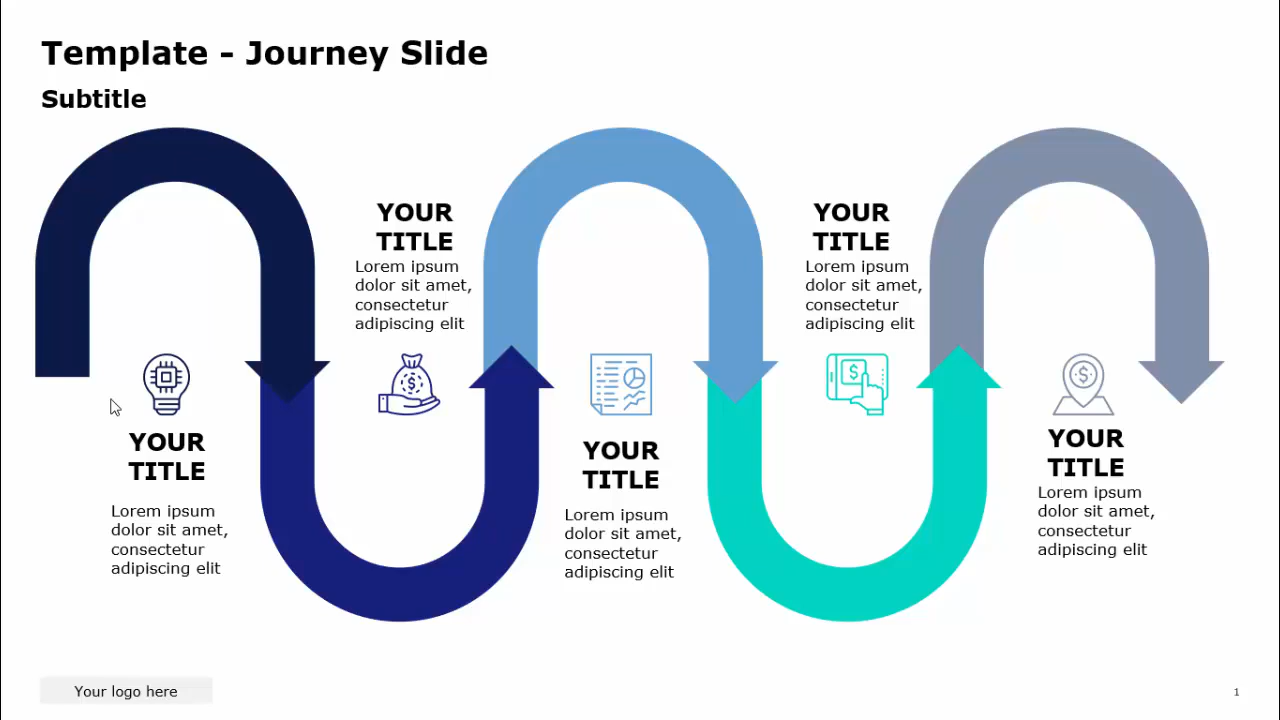 Template - Journey Slide
Subtitle
YOUR
TITLE
Lorem ipsum
dolor sit amet,
consectetur
adipiscing elit
YOUR
TITLE
Lorem ipsum
dolor sit amet,
consectetur
adipiscing elit
YOUR
TITLE
Lorem ipsum
dolor sit amet,
consectetur
adipiscing elit
YOUR
TITLE
Lorem ipsum
dolor sit amet,
consectetur
adipiscing elit
YOUR
TITLE
Lorem ipsum
dolor sit amet,
consectetur
adipiscing elit
$
$
$
Your logo here
1